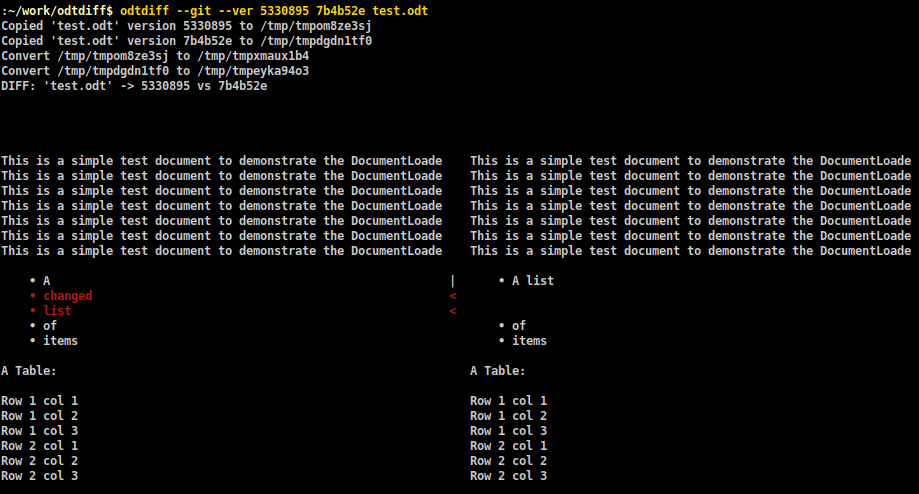 :~/work/odtdiff$ odtdiff --git --ver 5330895 7b4b52e test.odt
Copied 'test.odt' version 5330895 to /tmp/tmpom8ze3sj
Copied 'test.odt' version 7b4b52e to /tmp/tmpdgdn1tf0
Convert /tmp/tmpom8ze3sj to /tmp/tmpxmaux1b4
Convert /tmp/tmpdgdn1tf0 to /tmp/tmpeyka94o3
DIFF: 'test.odt' -> 5330895 vs 7b4b52e
This is a simple test document to demonstrate the DocumentLoade    This is a simple test document to demonstrate the DocumentLoade
This is a simple test document to demonstrate the DocumentLoade    This is a simple test document to demonstrate the DocumentLoade
This is a simple test document to demonstrate the DocumentLoade    This is a simple test document to demonstrate the DocumentLoade
This is a simple test document to demonstrate the DocumentLoade    This is a simple test document to demonstrate the DocumentLoade
This is a simple test document to demonstrate the DocumentLoade    This is a simple test document to demonstrate the DocumentLoade
This is a simple test document to demonstrate the DocumentLoade    This is a simple test document to demonstrate the DocumentLoade
This is a simple test document to demonstrate the DocumentLoade    This is a simple test document to demonstrate the DocumentLoade
    • A                                                         |      • A list
    • changed                                                   <
    • list                                                      <
    • of                                                               • of
    • items                                                            • items
A Table:                                                           A Table:
Row 1 col 1                                                        Row 1 col 1
Row 1 col 2                                                        Row 1 col 2
Row 1 col 3                                                        Row 1 col 3
Row 2 col 1                                                        Row 2 col 1
Row 2 col 2                                                        Row 2 col 2
Row 2 col 3                                                        Row 2 col 3